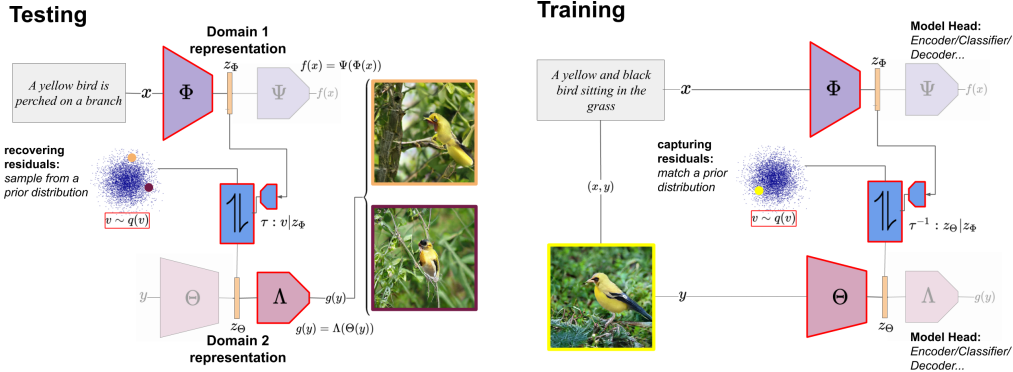 Testing
Domain 1
representation
z_Φ
f(x) = Ψ(Φ(x))
A yellow bird is
perched on a branch
x
Φ
Ψ
f(x)
recovering
residuals:
sample from a
prior distribution
v ∼ q(v)
τ : v|z_Φ
y
Θ
Λ
g(y)
z_Θ
g(y) = Λ(Θ(y))
Domain 2
representation
Training
Model Head:
Encoder/Classifier/
Decoder...
z_Φ
A yellow and black
bird sitting in the
grass
x
Φ
Ψ
f(x)
capturing
residuals:
match a prior
distribution
(x, y)
v ∼ q(v)
τ⁻¹ : z_Θ|z_Φ
y
Θ
Λ
g(y)
z_Θ
Model Head:
Encoder/Classifier/
Decoder...